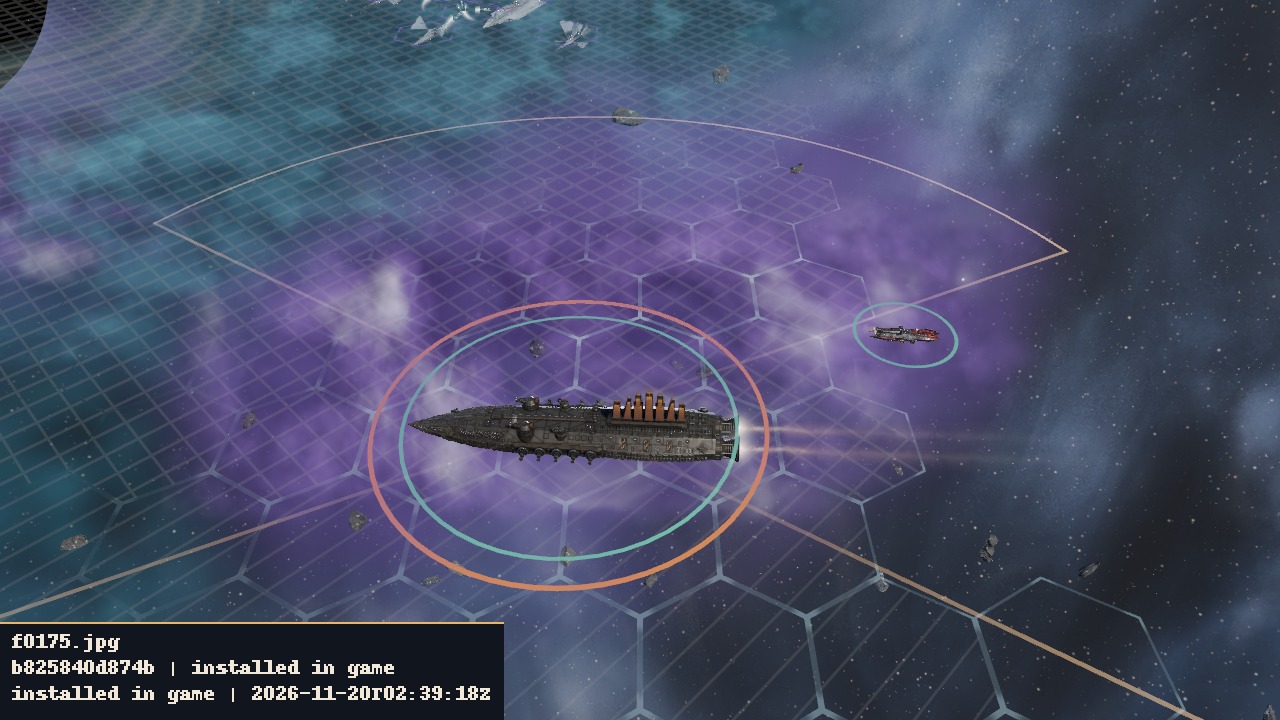 f0175.jpg
b825840d874b | installed in game
installed in game | 2026-11-20T02:39:18Z